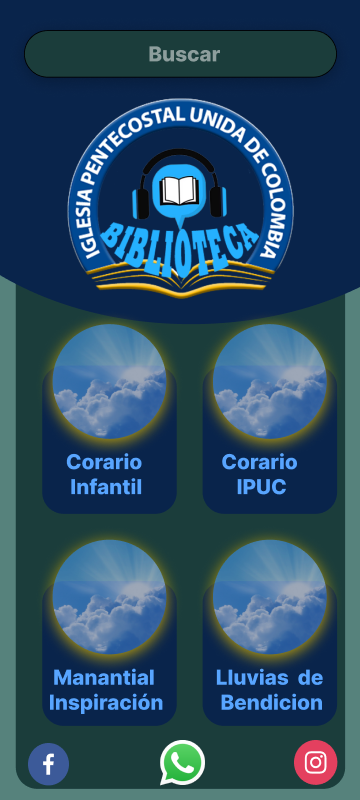 Buscar
IGLESIA PENTECOSTAL UNIDA DE COLOMBIA
BIBLIOTECA
Corario
Infantil
Corario
IPUC
Manantial
Inspiración
Lluvias de
Bendicion